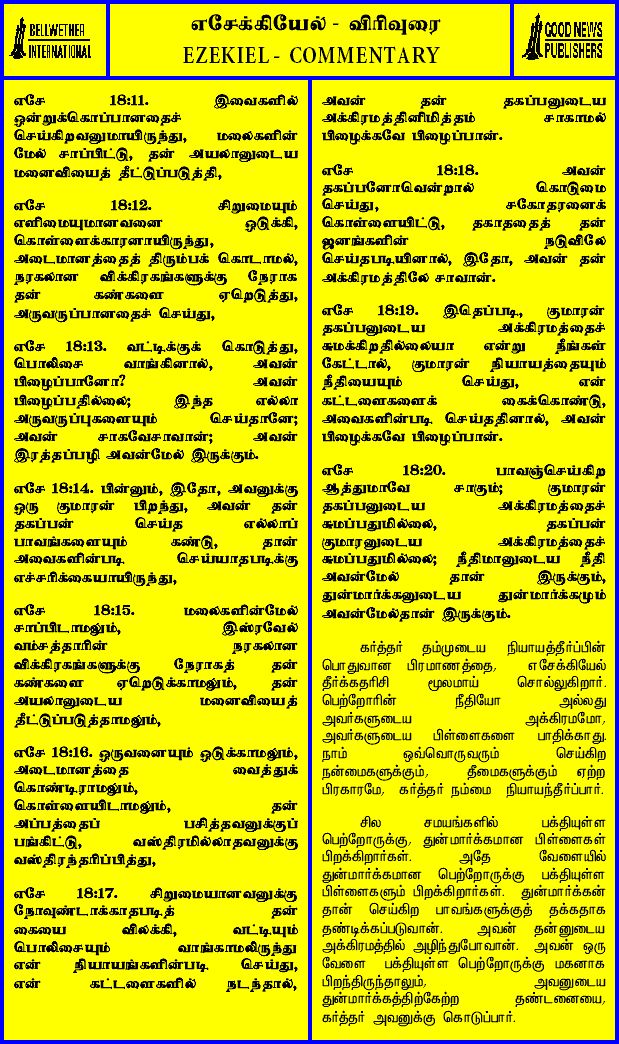 BELLWETHER
INTERNATIONAL
எசேக்கியேல் - விரிவுரை
EZEKIEL - COMMENTARY
GOOD NEWS
PUBLISHERS
எசே 18:11. இவைகளில்
ஒன்றுக்கொப்பானதைச்
செய்கிறவனுமாயிருந்து, மலைகளின்
மேல் சாப்பிட்டு, தன் அயலானுடைய
மனைவியைத் தீட்டுப்படுத்தி,
எசே 18:12. சிறுமையும்
எளிமையுமானவனை ஒடுக்கி,
கொள்ளைக்காரனாயிருந்து,
அடைமானத்தைத் திரும்பக் கொடாமல்,
நரகலான விக்கிரகங்களுக்கு நேராக
தன் கண்களை ஏறெடுத்து,
அருவருப்பானதைச் செய்து,
எசே 18:13. வட்டிக்குக் கொடுத்து,
பொலிசை வாங்கினால், அவன்
பிழைப்பானோ? அவன்
பிழைப்பதில்லை; இந்த எல்லா
அருவருப்புகளையும் செய்தானே;
அவன் சாகவேசாவான்; அவன்
இரத்தப்பழி அவன்மேல் இருக்கும்.
எசே 18:14. பின்னும், இதோ, அவனுக்கு
ஒரு குமாரன் பிறந்து, அவன் தன்
தகப்பன் செய்த எல்லாப்
பாவங்களையும் கண்டு, தான்
அவைகளின்படி செய்யாதபடிக்கு
எச்சரிக்கையாயிருந்து,
எசே 18:15. மலைகளின்மேல்
சாப்பிடாமலும், இஸ்ரவேல்
வம்சத்தாரின் நரகலான
விக்கிரகங்களுக்கு நேராகத் தன்
கண்களை ஏறெடுக்காமலும், தன்
அயலானுடைய மனைவியைத்
தீட்டுப்படுத்தாமலும்,
எசே 18:16. ஒருவனையும் ஒடுக்காமலும்,
அடைமானத்தை வைத்துக்
கொண்டிராமலும்,
கொள்ளையிடாமலும், தன்
அப்பத்தைப் பசித்தவனுக்குப்
பங்கிட்டு, வஸ்திரமில்லாதவனுக்கு
வஸ்திரந்தரிப்பித்து,
எசே 18:17. சிறுமையானவனுக்கு
நோவுண்டாக்காதபடித் தன்
கையை விலக்கி, வட்டியும்
பொலிசையும் வாங்காமலிருந்து
என் நியாயங்களின்படி செய்து,
என் கட்டளைகளில் நடந்தால்,
அவன் தன் தகப்பனுடைய
அக்கிரமத்தினிமித்தம் சாகாமல்
பிழைக்கவே பிழைப்பான்.
எசே 18:18. அவன்
தகப்பனோவென்றால் கொடுமை
செய்து, சகோதரனைக்
கொள்ளையிட்டு, தகாததைத் தன்
ஜனங்களின் நடுவிலே
செய்தபடியினால், இதோ, அவன் தன்
அக்கிரமத்திலே சாவான்.
எசே 18:19. இதெப்படி, குமாரன்
தகப்பனுடைய அக்கிரமத்தைச்
சுமக்கிறதில்லையா என்று நீங்கள்
கேட்டால், குமாரன் நியாயத்தையும்
நீதியையும் செய்து, என்
கட்டளைகளைக் கைக்கொண்டு,
அவைகளின்படி செய்ததினால், அவன்
பிழைக்கவே பிழைப்பான்.
எசே 18:20. பாவஞ்செய்கிற
ஆத்துமாவே சாகும்; குமாரன்
தகப்பனுடைய அக்கிரமத்தைச்
சுமப்பதுமில்லை, தகப்பன்
குமாரனுடைய அக்கிரமத்தைச்
சுமப்பதுமில்லை; நீதிமானுடைய நீதி
அவன்மேல் தான் இருக்கும்,
துன்மார்க்கனுடைய துன்மார்க்கமும்
அவன்மேல்தான் இருக்கும்.
கர்த்தர் தம்முடைய நியாயத்தீர்ப்பின்
பொதுவான பிரமாணத்தை, எசேக்கியேல்
தீர்க்கதரிசி மூலமாய் சொல்லுகிறார்.
பெற்றோரின் நீதியோ அல்லது
அவர்களுடைய அக்கிரமமோ,
அவர்களுடைய பிள்ளைகளை பாதிக்காது.
நாம் ஒவ்வொருவரும் செய்கிற
நன்மைகளுக்கும், தீமைகளுக்கும் ஏற்ற
பிரகாரமே, கர்த்தர் நம்மை நியாயந்தீர்ப்பார்.
சில சமயங்களில் பக்தியுள்ள
பெற்றோருக்கு, துன்மார்க்கமான பிள்ளைகள்
பிறக்கிறார்கள். அதே வேளையில்
துன்மார்க்கமான பெற்றோருக்கு பக்தியுள்ள
பிள்ளைகளும் பிறக்கிறார்கள். துன்மார்க்கன்
தான் செய்கிற பாவங்களுக்குத் தக்கதாக
தண்டிக்கப்படுவான். அவன் தன்னுடைய
அக்கிரமத்தில் அழிந்துபோவான். அவன் ஒரு
வேளை பக்தியுள்ள பெற்றோருக்கு மகனாக
பிறந்திருந்தாலும், அவனுடைய
துன்மார்க்கத்திற்கேற்ற தண்டனையை,
கர்த்தர் அவனுக்கு கொடுப்பார்.